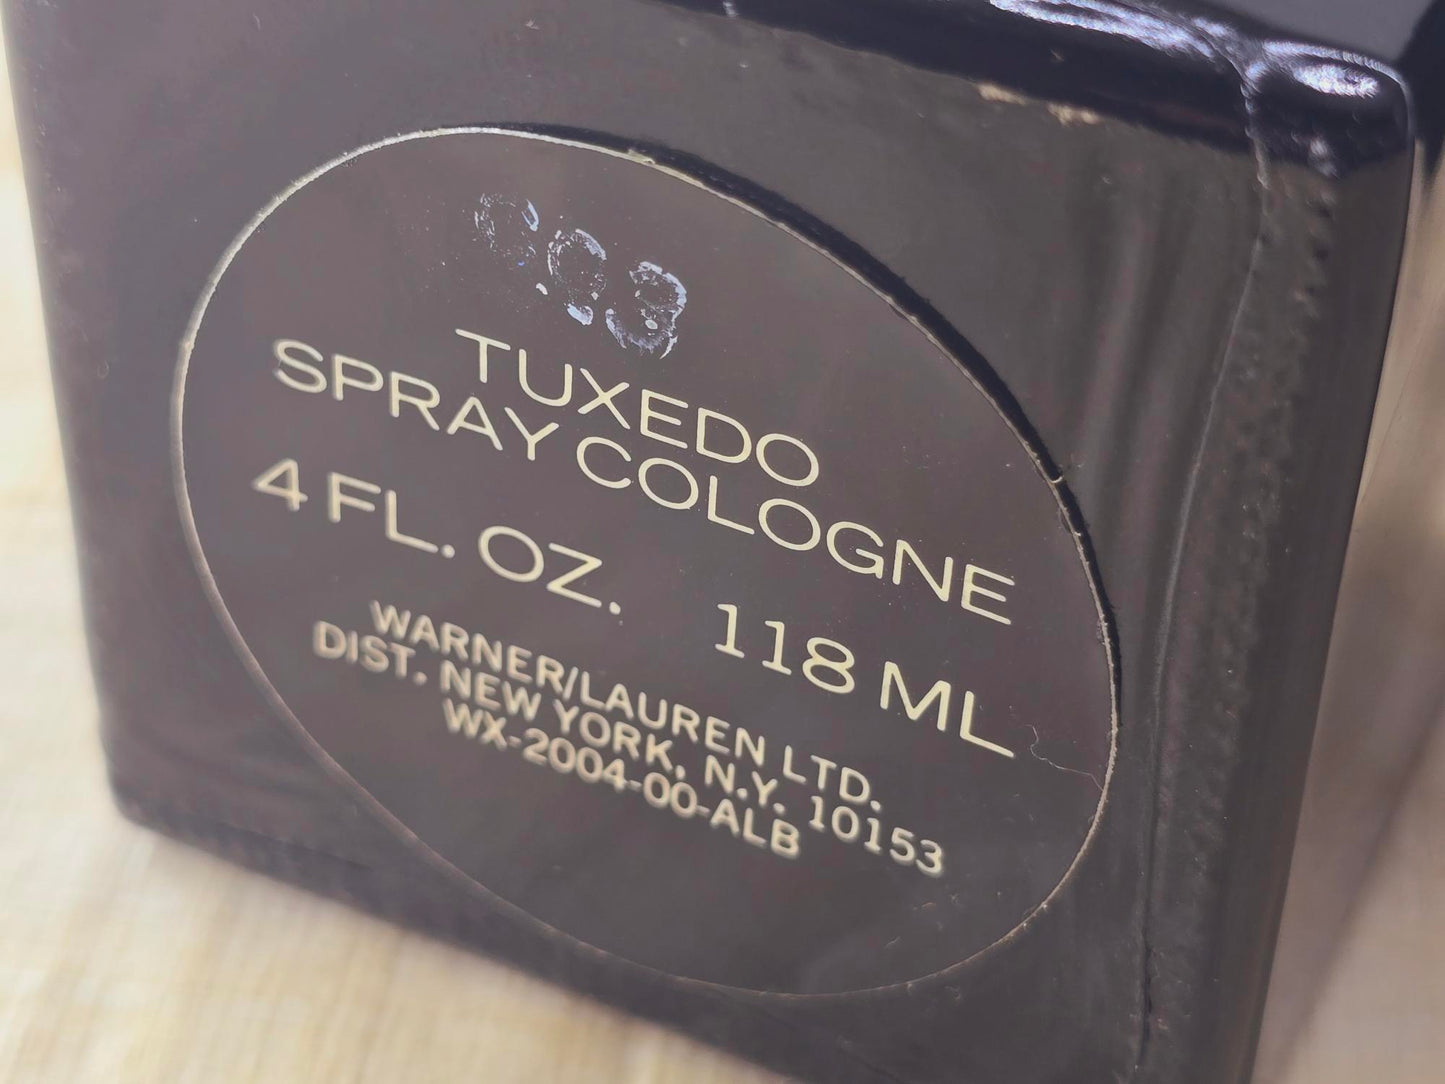 TUXEDO
SPRAY COLOGNE
4 FL. OZ. 118 ML
WARNER/LAUREN LTD.
DIST. NEW YORK, N.Y. 10153
WX-2004-00-ALB